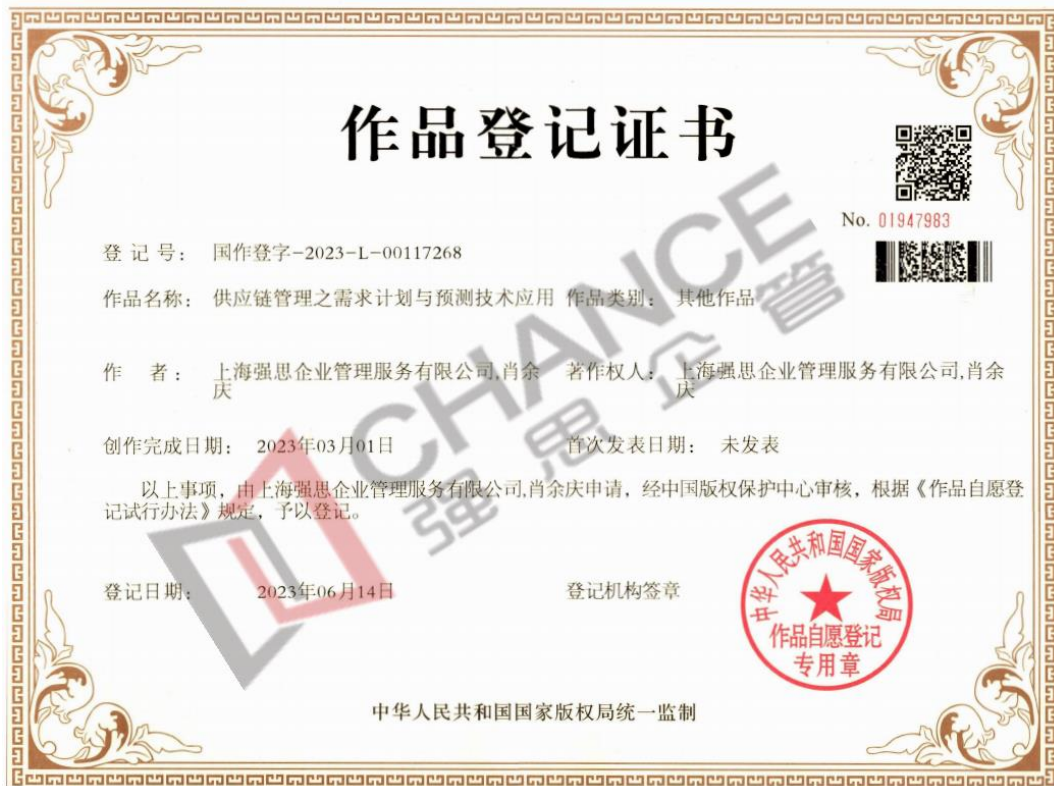 作品登记证书
No. 01947983
登 记 号： 国作登字-2023-L-00117268
作品名称： 供应链管理之需求计划与预测技术应用 作品类别： 其他作品
作 者： 上海强思企业管理服务有限公司,肖余庆 著作权人： 上海强思企业管理服务有限公司,肖余庆
创作完成日期： 2023年03月01日 首次发表日期： 未发表
以上事项，由上海强思企业管理服务有限公司,肖余庆申请，经中国版权保护中心审核，根据《作品自愿登
记试行办法》规定，予以登记。
登记日期： 2023年06月14日 登记机构签章
中华人民共和国国家版权局
作品自愿登记
专用章
中华人民共和国国家版权局统一监制
CHANCE
强思企管